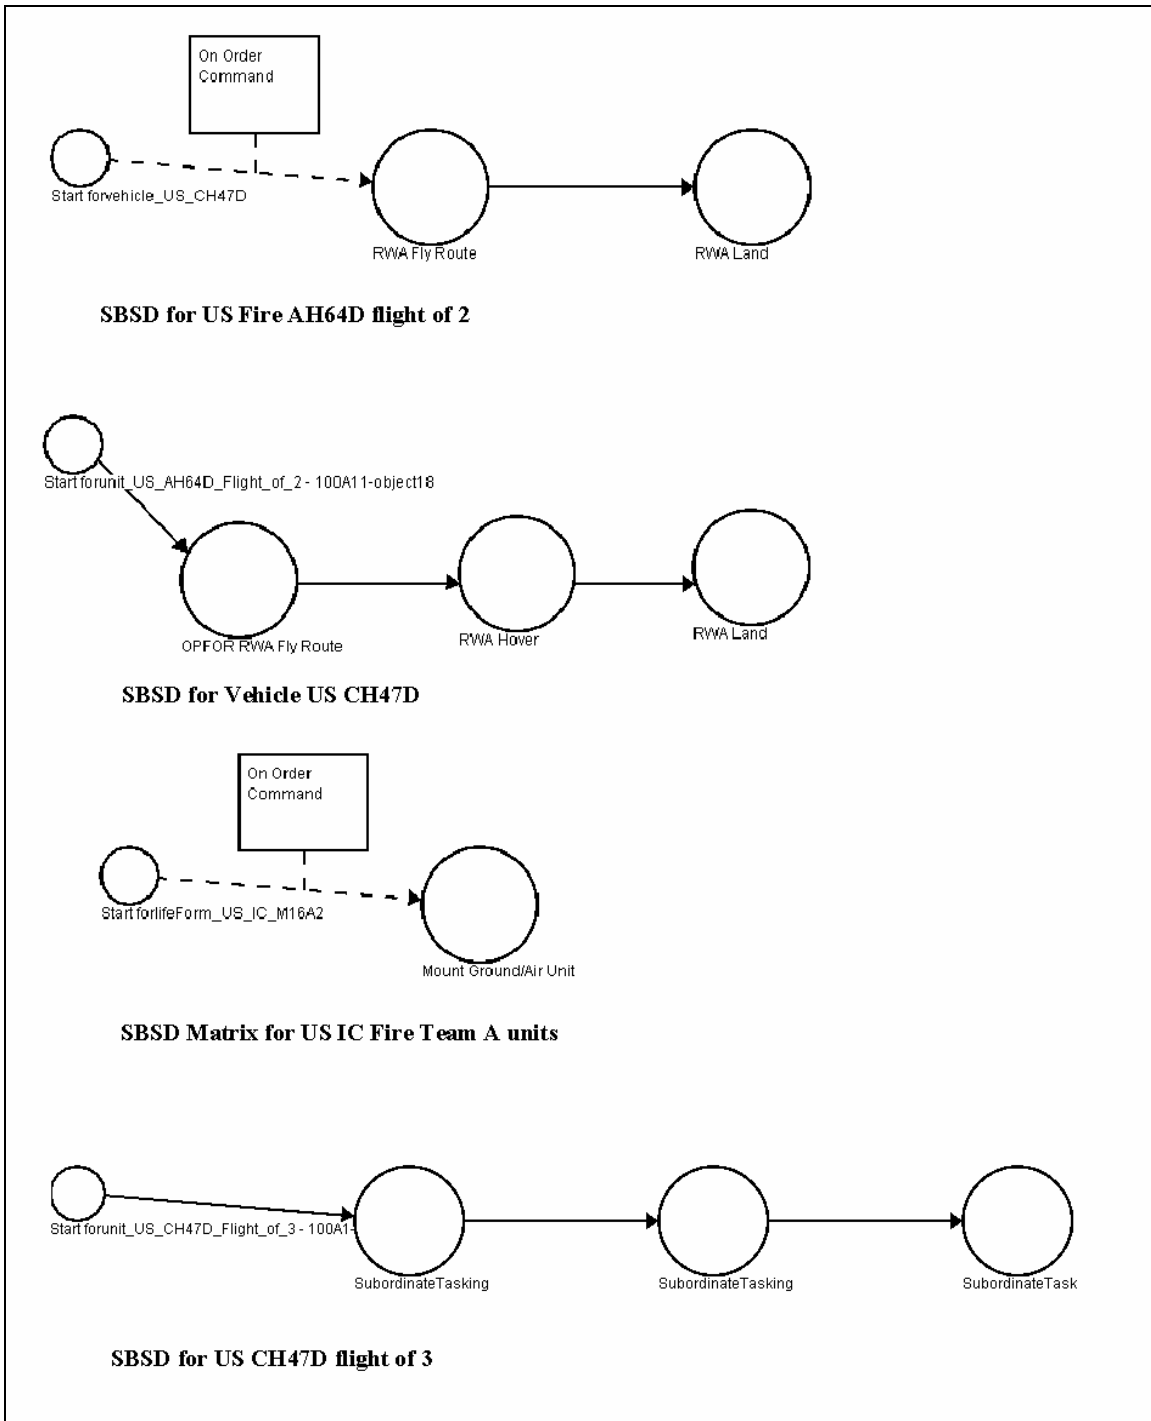 On Order
Command
Start forvehicle_US_CH47D
RWA Fly Route
RWA Land
SBSD for US Fire AH64D flight of 2
Start forunit_US_AH64D_Flight_of_2 - 100A11-object18
OPFOR RWA Fly Route
RWA Hover
RWA Land
SBSD for Vehicle US CH47D
On Order
Command
Start forlifeForm_US_IC_M16A2
Mount Ground/Air Unit
SBSD Matrix for US IC Fire Team A units
Start forunit_US_CH47D_Flight_of_3 - 100A1-
SubordinateTasking
SubordinateTasking
SubordinateTask
SBSD for US CH47D flight of 3